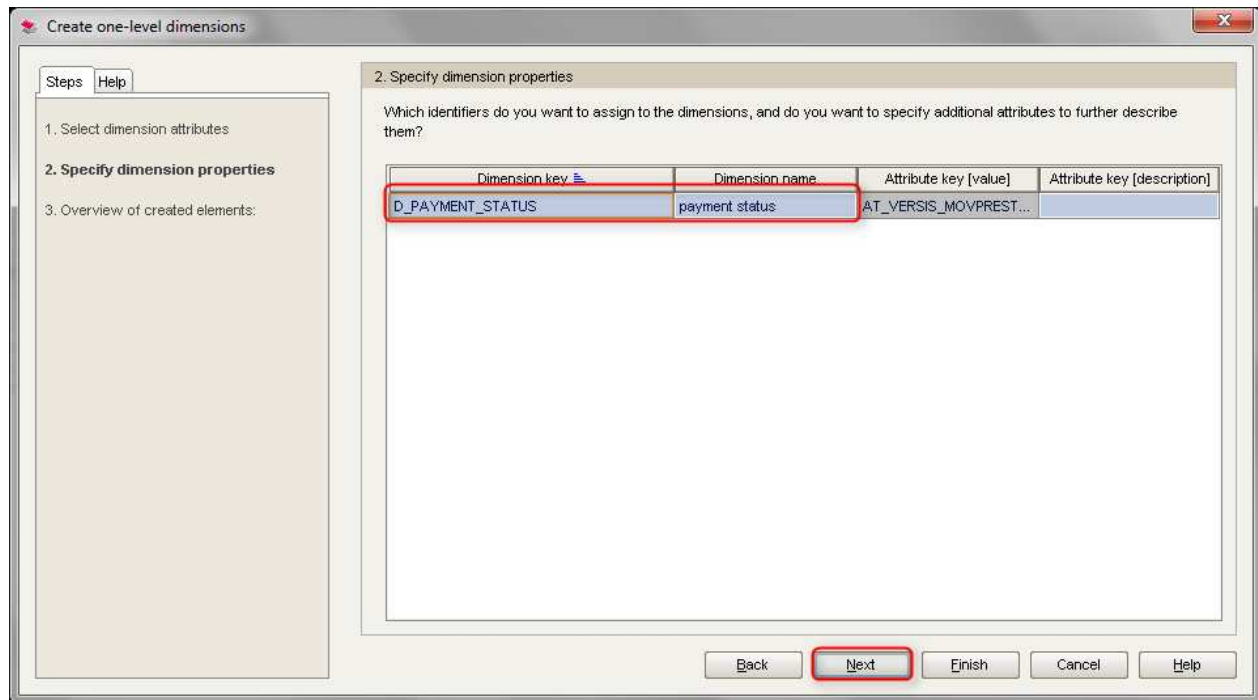 Create one-level dimensions
Steps Help
1. Select dimension attributes
2. Specify dimension properties
3. Overview of created elements:
2. Specify dimension properties
Which identifiers do you want to assign to the dimensions, and do you want to specify additional attributes to further describe
them?
Dimension key Dimension name Attribute key [value] Attribute key [description]
D_PAYMENT_STATUS payment status AT_VERSIS_MOVPREST...
Back Next Finish Cancel Help